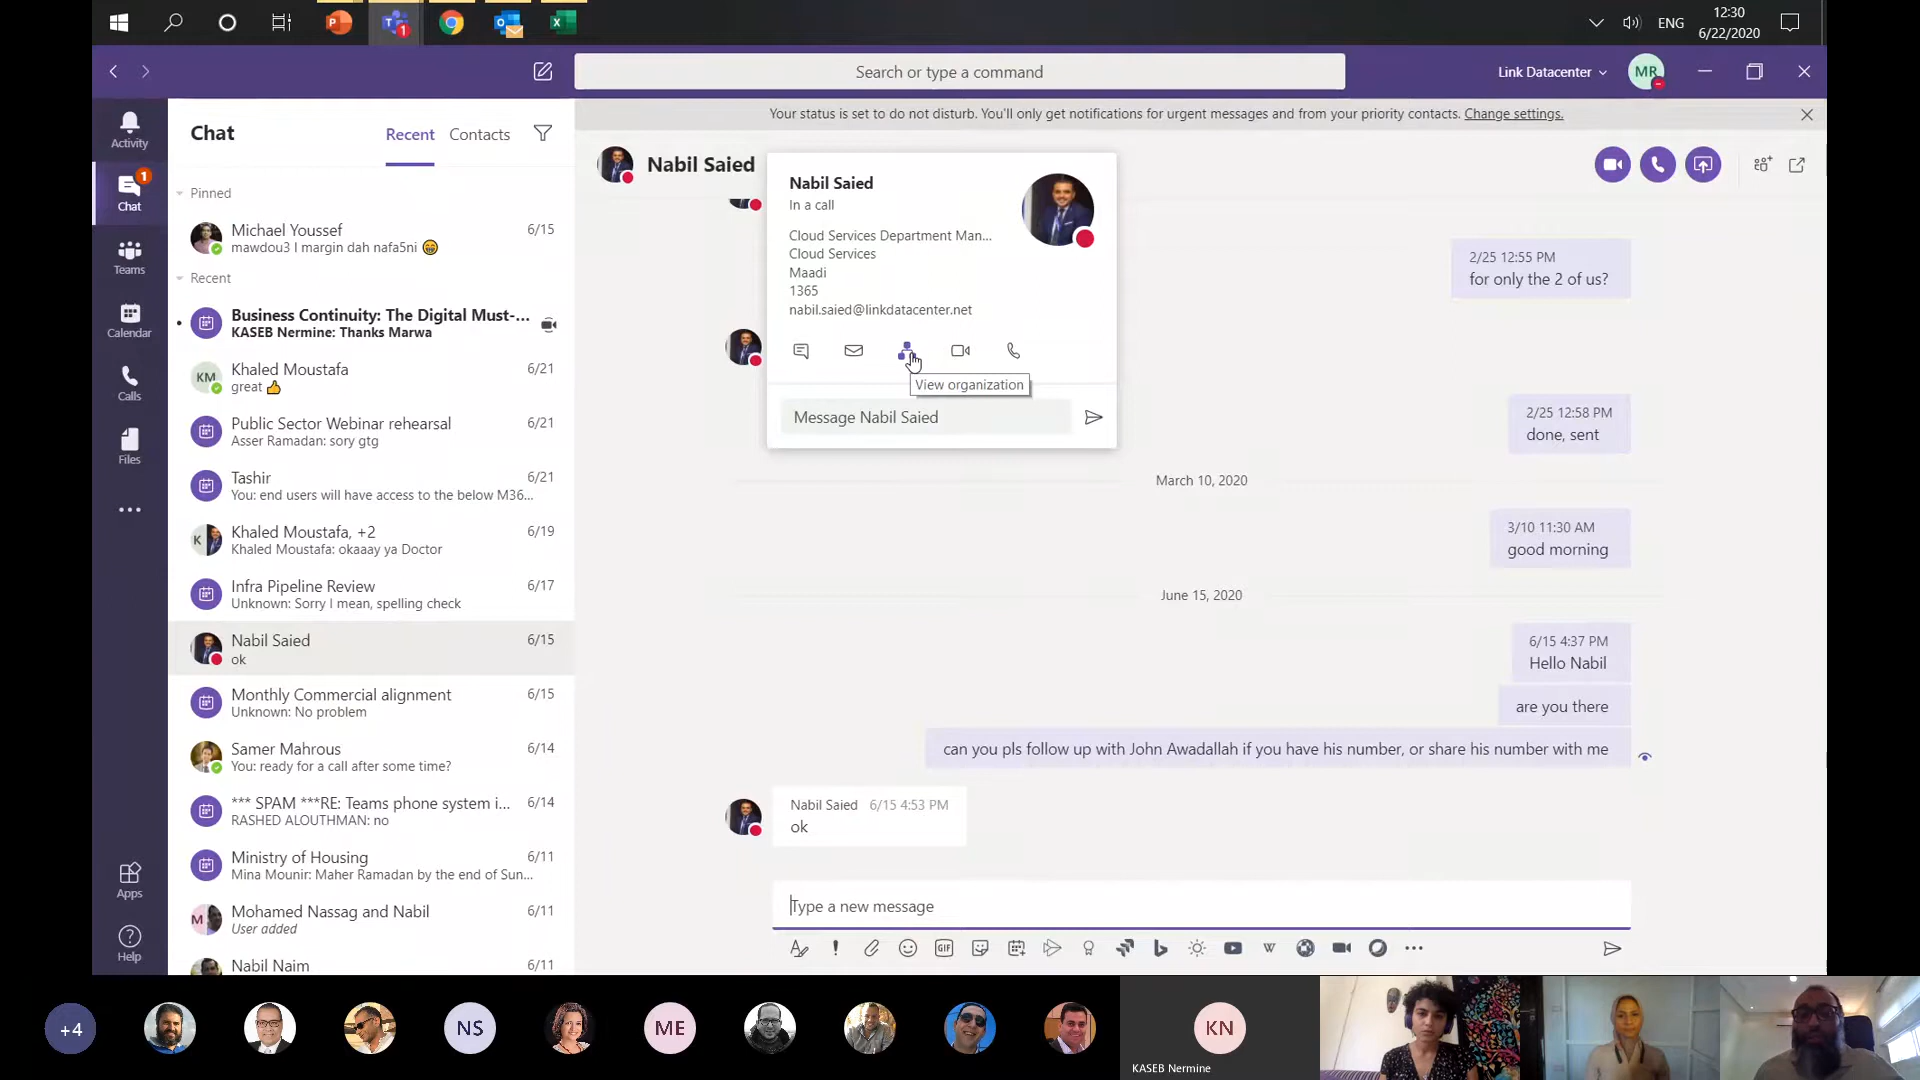 12:30
ENG
6/22/2020
Search or type a command
Link Datacenter
MR
Your status is set to do not disturb. You'll only get notifications for urgent messages and from your priority contacts. Change settings.
Activity
Chat
1
Teams
Calendar
Calls
Files
Apps
Help
Chat
Recent
Contacts
Pinned
Michael Youssef
6/15
mawdou3 l margin dah nafa5ni
Recent
Business Continuity: The Digital Must-...
KASEB Nermine: Thanks Marwa
KM
Khaled Moustafa
6/21
great
Public Sector Webinar rehearsal
6/21
Asser Ramadan: sory gtg
Tashir
6/21
You: end users will have access to the below M36...
K
Khaled Moustafa, +2
6/19
Khaled Moustafa: okaaay ya Doctor
Infra Pipeline Review
6/17
Unknown: Sorry I mean, spelling check
Nabil Saied
6/15
ok
Monthly Commercial alignment
6/15
Unknown: No problem
Samer Mahrous
6/14
You: ready for a call after some time?
*** SPAM ***RE: Teams phone system i...
6/14
RASHED ALOUTHMAN: no
Ministry of Housing
6/11
Mina Mounir: Maher Ramadan by the end of Sun...
M
Mohamed Nassag and Nabil
6/11
User added
Nabil Naim
6/11
Nabil Saied
Nabil Saied
In a call
Cloud Services Department Man...
Cloud Services
Maadi
1365
nabil.saied@linkdatacenter.net
View organization
Message Nabil Saied
2/25 12:55 PM
for only the 2 of us?
2/25 12:58 PM
done, sent
March 10, 2020
3/10 11:30 AM
good morning
June 15, 2020
6/15 4:37 PM
Hello Nabil
are you there
can you pls follow up with John Awadallah if you have his number, or share his number with me
Nabil Saied 6/15 4:53 PM
ok
Type a new message
GIF
W
+4
NS
ME
KN
KASEB Nermine